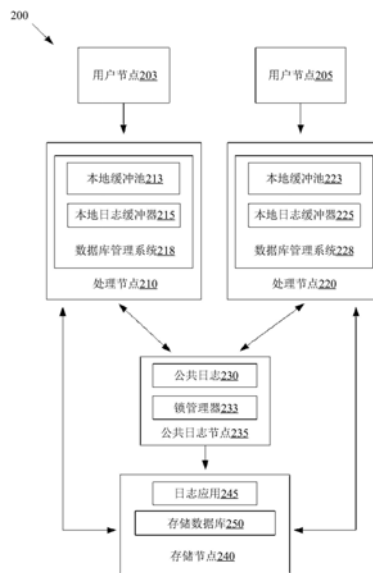 200
用户节点203
用户节点205
本地缓冲池213
本地日志缓冲器215
数据库管理系统218
处理节点210
本地缓冲池223
本地日志缓冲器225
数据库管理系统228
处理节点220
公共日志230
锁管理器233
公共日志节点235
日志应用245
存储数据库250
存储节点240